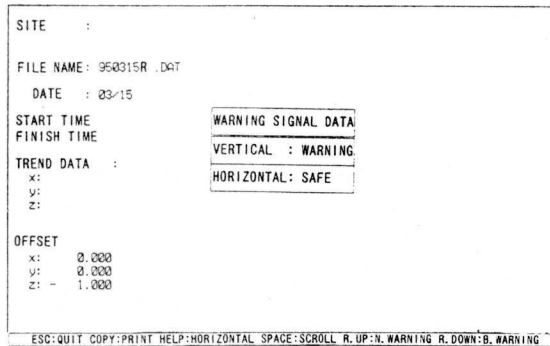 SITE :
FILE NAME: 950315R .DAT
DATE : 03/15
START TIME
FINISH TIME
TREND DATA :
x:
y:
z:
WARNING SIGNAL DATA
VERTICAL : WARNING
HORIZONTAL: SAFE
OFFSET
x: 0.000
y: 0.000
z: - 1.000
ESC:QUIT COPY:PRINT HELP:HORIZONTAL SPACE:SCROLL R.UP:N.WARNING R.DOWN:B.WARNING